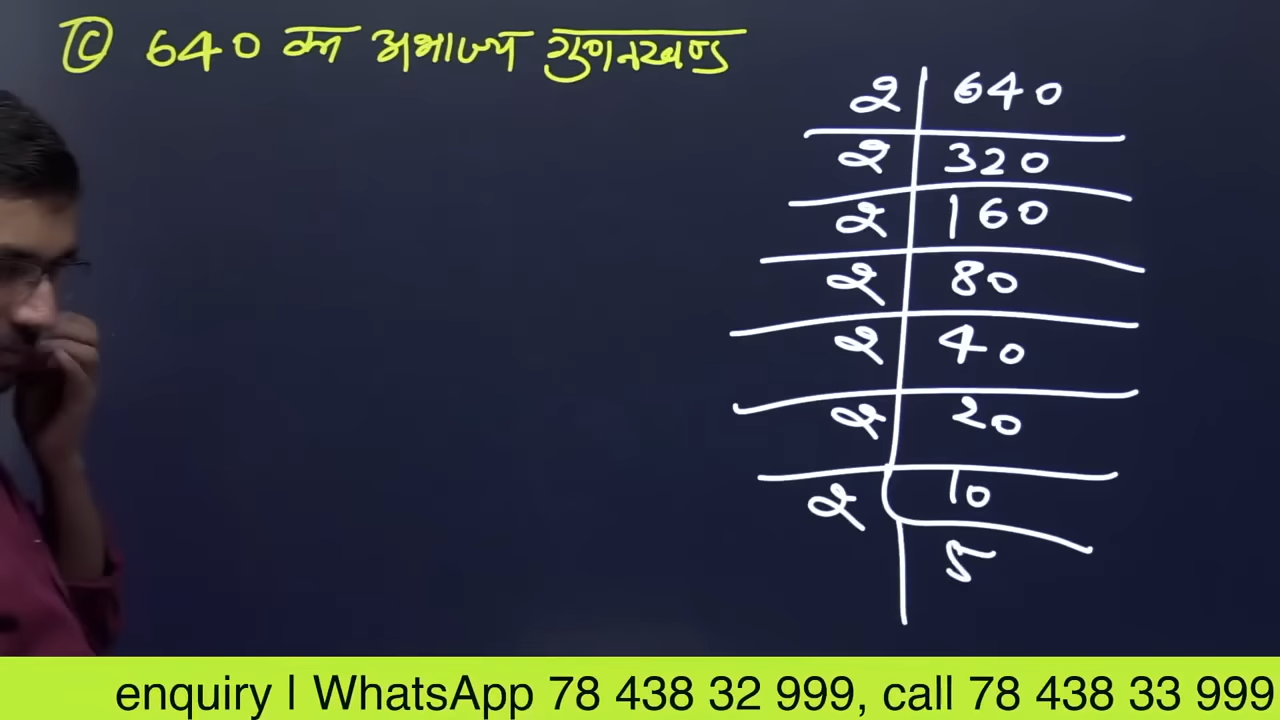 (C) 640 का अभाज्य गुणनखण्ड
2 | 640
2 | 320
2 | 160
2 | 80
2 | 40
2 | 20
2 | 10
5
enquiry | WhatsApp 78 438 32 999, call 78 438 33 999